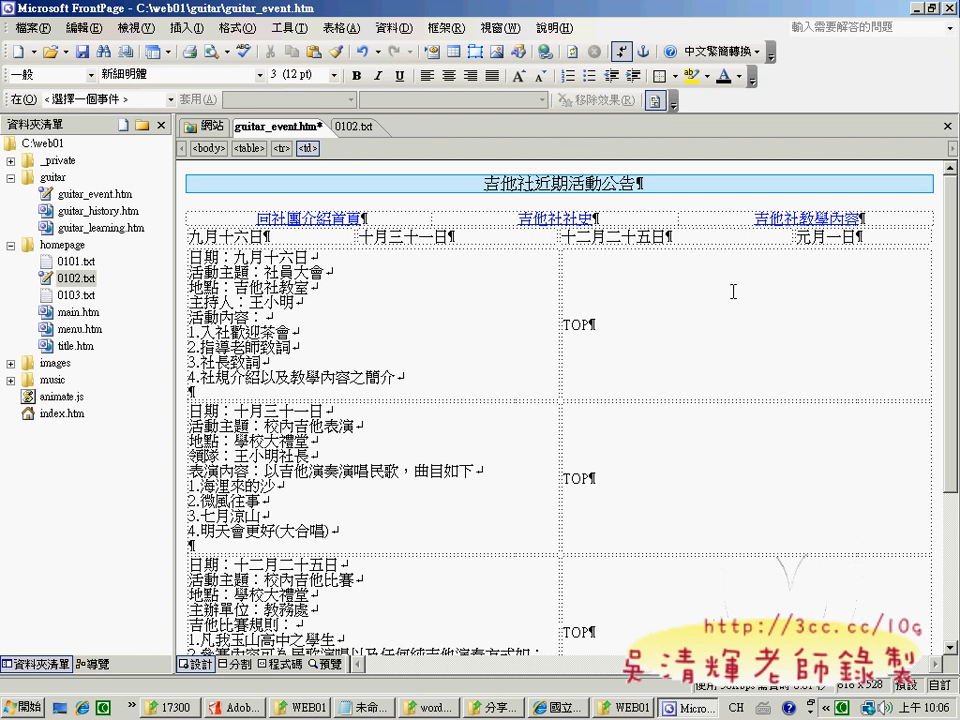 Microsoft FrontPage - C:\web01\guitar\guitar_event.htm
檔案(F) 編輯(E) 檢視(V) 插入(I) 格式(O) 工具(T) 表格(A) 資料(D) 框架(R) 視窗(W) 說明(H) 輸入需要解答的問題
中文繁簡轉換
一般 新細明體 3 (12 pt) B I U
在(O) <選擇一個事件> 套用(A) 移除效果(R)
資料夾清單 網站 guitar_event.htm* 0102.txt
C:\web01 <body> <table> <tr> <td>
_private
guitar
guitar_event.htm
guitar_history.htm
guitar_learning.htm
homepage
0101.txt
0102.txt
0103.txt
main.htm
menu.htm
title.htm
images
music
animate.js
index.htm
吉他社近期活動公告¶
回社團介紹首頁¶ 吉他社社史¶ 吉他社教學內容¶
九月十六日¶ 十月三十一日¶ 十二月二十五日¶ 元月一日¶
日期：九月十六日↵
活動主題：社員大會↵
地點：吉他社教室↵
主持人：王小明↵
活動內容：↵
1.入社歡迎茶會↵
2.指導老師致詞↵
3.社長致詞↵
4.社規介紹以及教學內容之簡介↵
¶
TOP¶
日期：十月三十一日↵
活動主題：校內吉他表演↵
地點：學校大禮堂↵
領隊：王小明社長↵
表演內容：以吉他演奏演唱民歌，曲目如下↵
1.海浬來的沙↵
2.微風往事↵
3.七月涼山↵
4.明天會更好(大合唱)↵
¶
TOP¶
日期：十二月二十五日↵
活動主題：校內吉他比賽↵
地點：學校大禮堂↵
主辦單位：教務處↵
吉他比賽規則：↵
1.凡我玉山高中之學生↵
TOP¶
http://3cc.cc/10g
吳清輝老師錄製
資料夾清單 導覽 設計 分割 程式碼 預覽
618 x 528 預設 自訂
開始 17300 Adob... WEB01 未命... word... 分享... 國立... WEB01 Micro... CH 上午 10:06